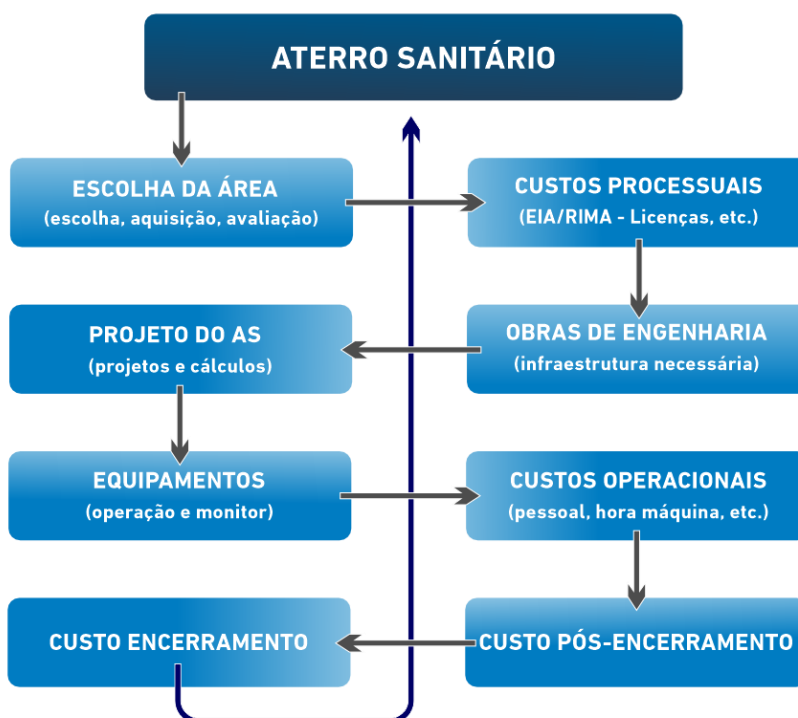 ATERRO SANITÁRIO
ESCOLHA DA ÁREA
(escolha, aquisição, avaliação)
CUSTOS PROCESSUAIS
(EIA/RIMA - Licenças, etc.)
PROJETO DO AS
(projetos e cálculos)
OBRAS DE ENGENHARIA
(infraestrutura necessária)
EQUIPAMENTOS
(operação e monitor)
CUSTOS OPERACIONAIS
(pessoal, hora máquina, etc.)
CUSTO ENCERRAMENTO
CUSTO PÓS-ENCERRAMENTO